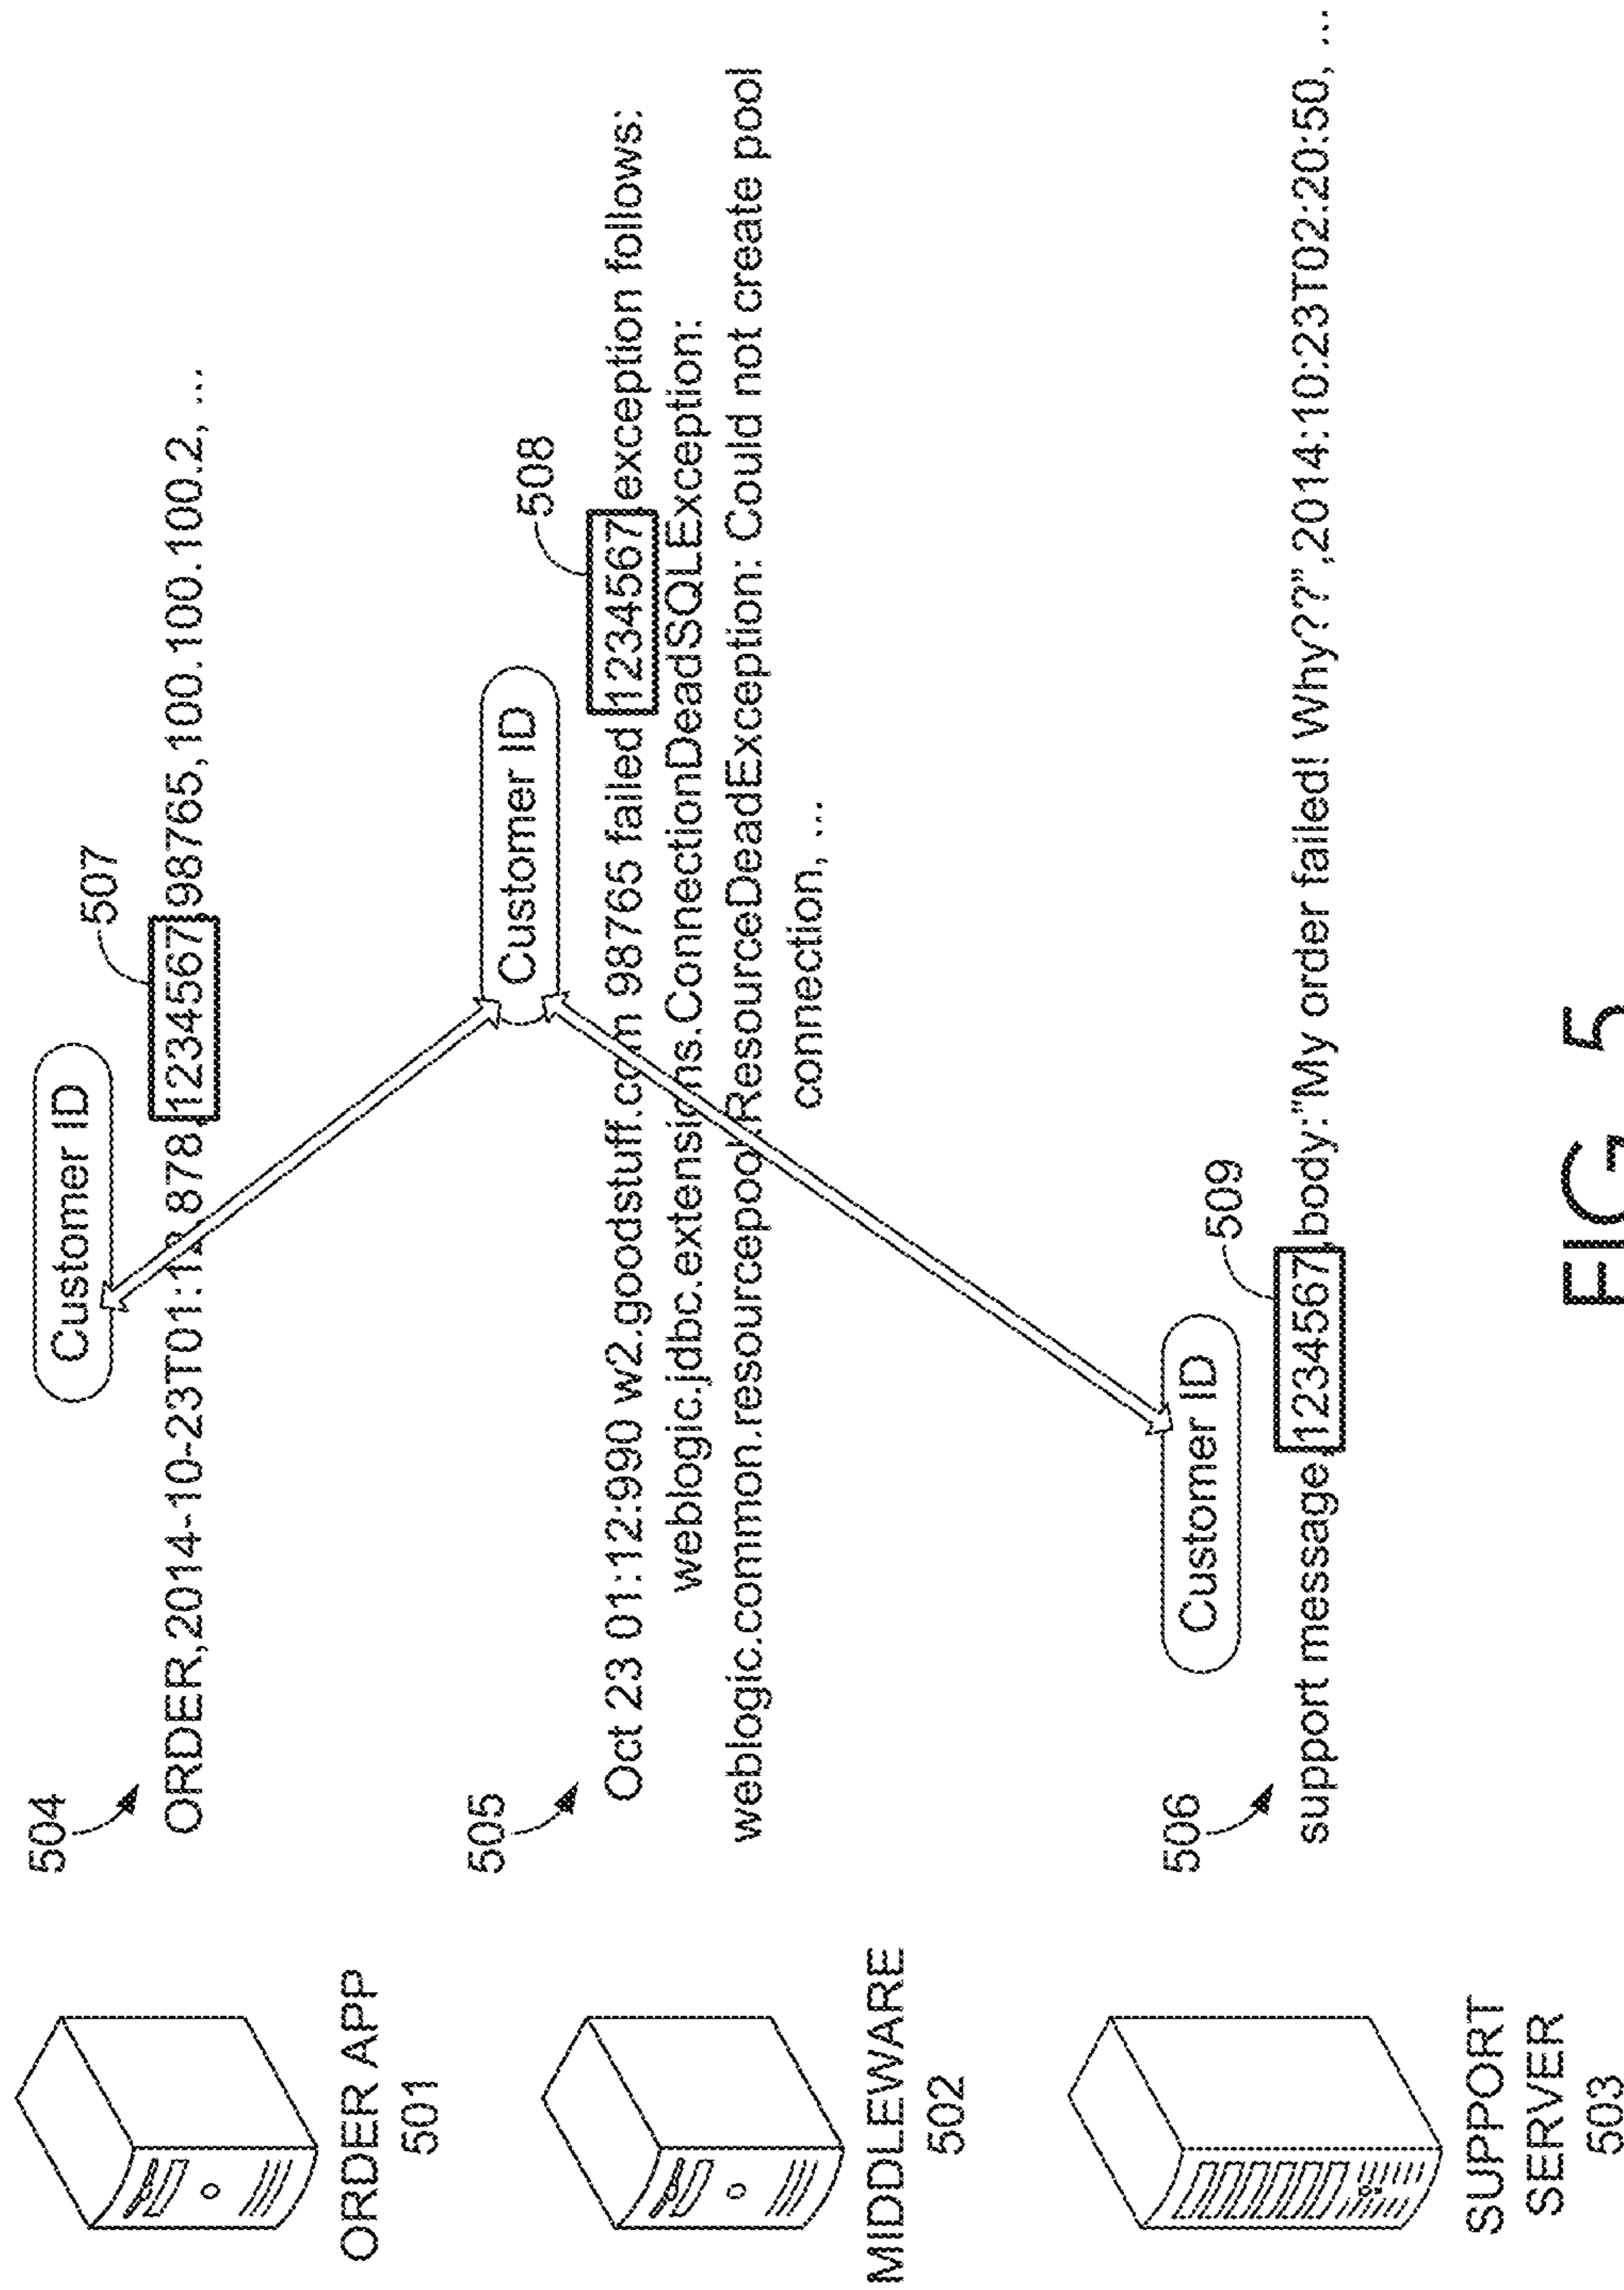 504
Customer ID
507
ORDER,2014-10-23T01:12:878,1234567,98765,100.100.100.2, ...
ORDER APP
501
505
Customer ID
508
Oct 23 01:12:990 w2.goodstuff.com 98765 failed 1234567 exception follows:
weblogic.jdbc.extensions.ConnectionDeadSQLException:
weblogic.common.resourcepool.ResourceDeadException: Could not create pool
connection, ...
MIDDLEWARE
502
506
Customer ID
509
support message,1234567,body:"My order failed! Why??",2014:10:23T02:20:50, ...
SUPPORT
SERVER
503
FIG 5